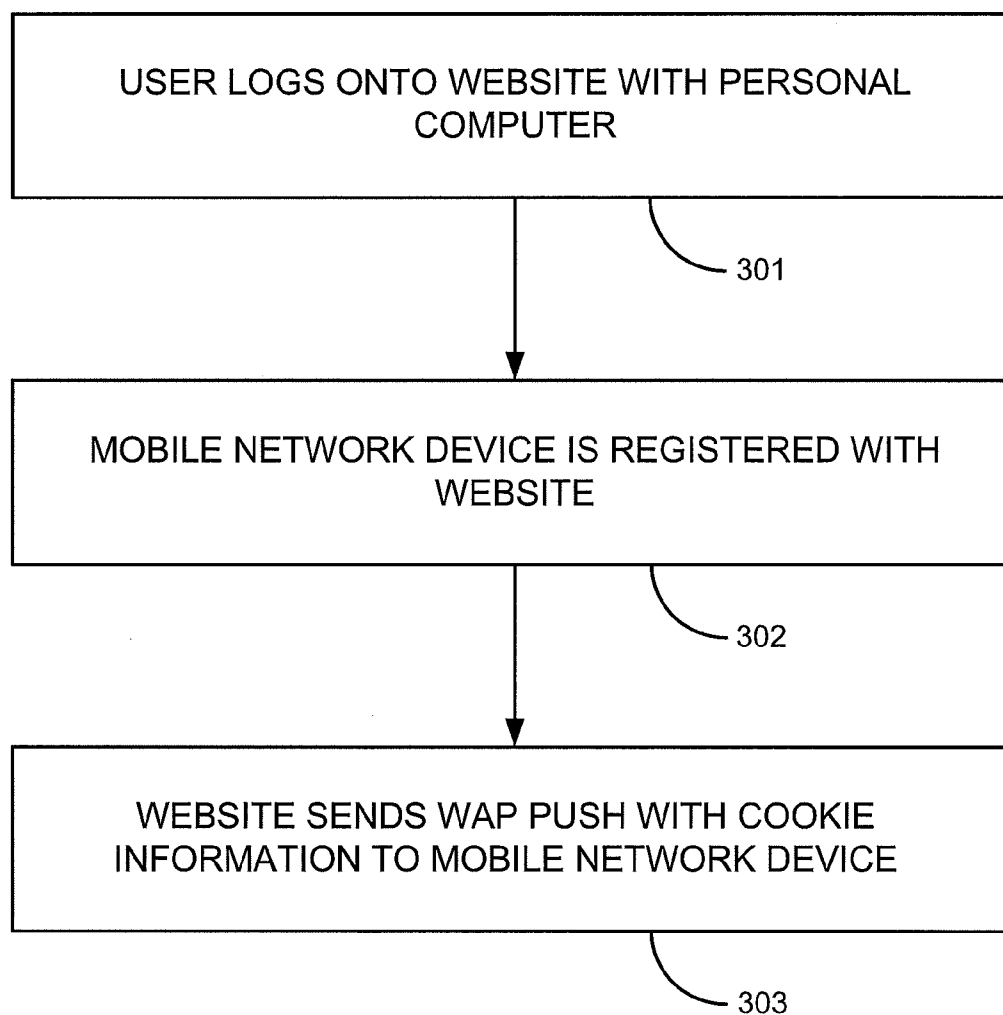 USER LOGS ONTO WEBSITE WITH PERSONAL
COMPUTER
301
MOBILE NETWORK DEVICE IS REGISTERED WITH
WEBSITE
302
WEBSITE SENDS WAP PUSH WITH COOKIE
INFORMATION TO MOBILE NETWORK DEVICE
303